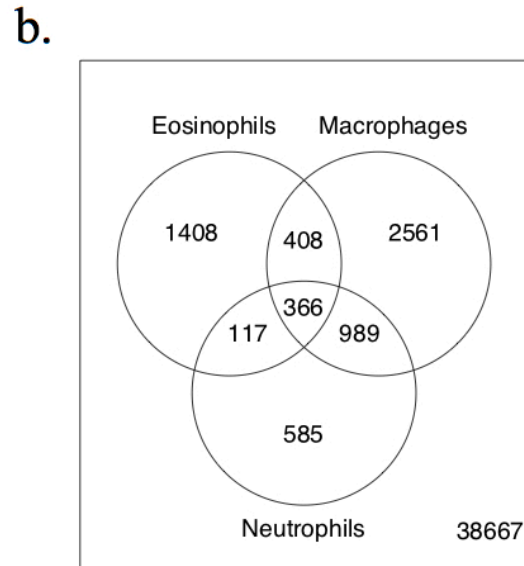 b.
Eosinophils Macrophages
1408 408 2561
366
117 989
585
Neutrophils 38667